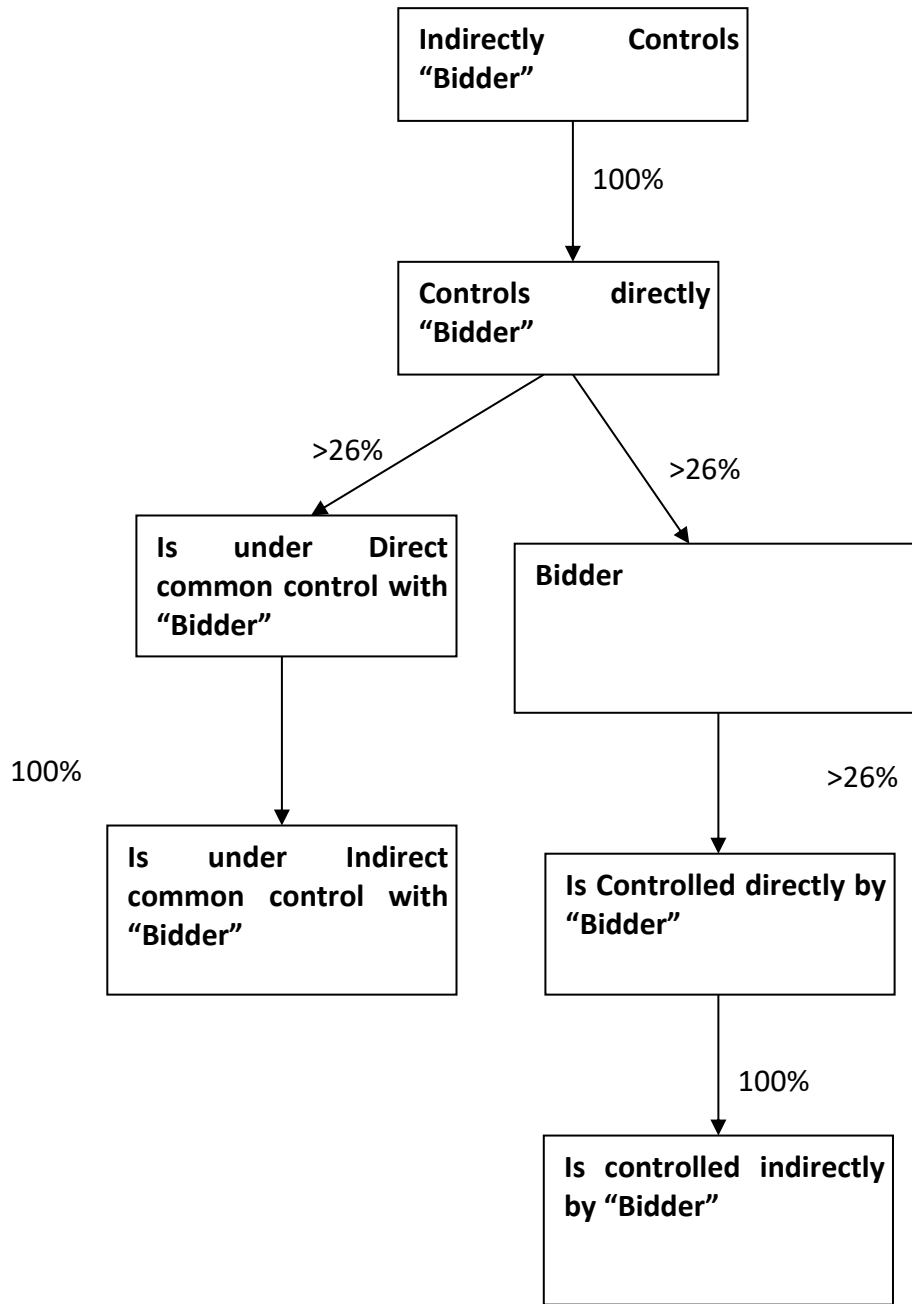 Indirectly Controls
“Bidder”
100%
Controls directly
“Bidder”
>26%
>26%
Is under Direct
common control with
“Bidder”
Bidder
100%
>26%
Is under Indirect
common control with
“Bidder”
Is Controlled directly by
“Bidder”
100%
Is controlled indirectly
by “Bidder”